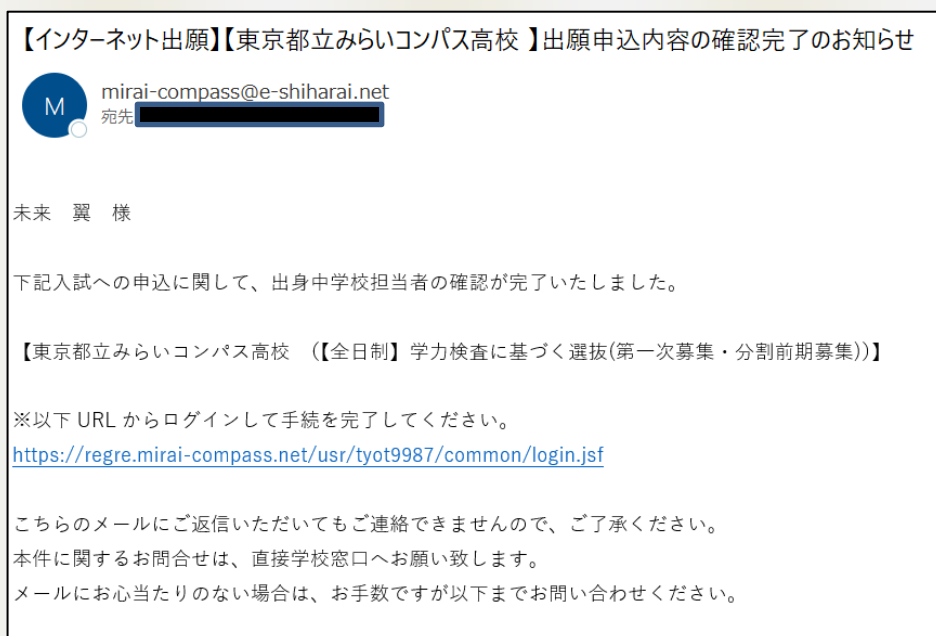 【インターネット出願】【東京都立みらいコンパス高校 】出願申込内容の確認完了のお知らせ
M
mirai-compass@e-shiharai.net
宛先
未来　翼　様
下記入試への申込に関して、出身中学校担当者の確認が完了いたしました。
【東京都立みらいコンパス高校　(【全日制】学力検査に基づく選抜(第一次募集・分割前期募集))】
※以下 URL からログインして手続を完了してください。
https://regre.mirai-compass.net/usr/tyot9987/common/login.jsf
こちらのメールにご返信いただいてもご連絡できませんので、ご了承ください。
本件に関するお問合せは、直接学校窓口へお願い致します。
メールにお心当たりのない場合は、お手数ですが以下までお問い合わせください。